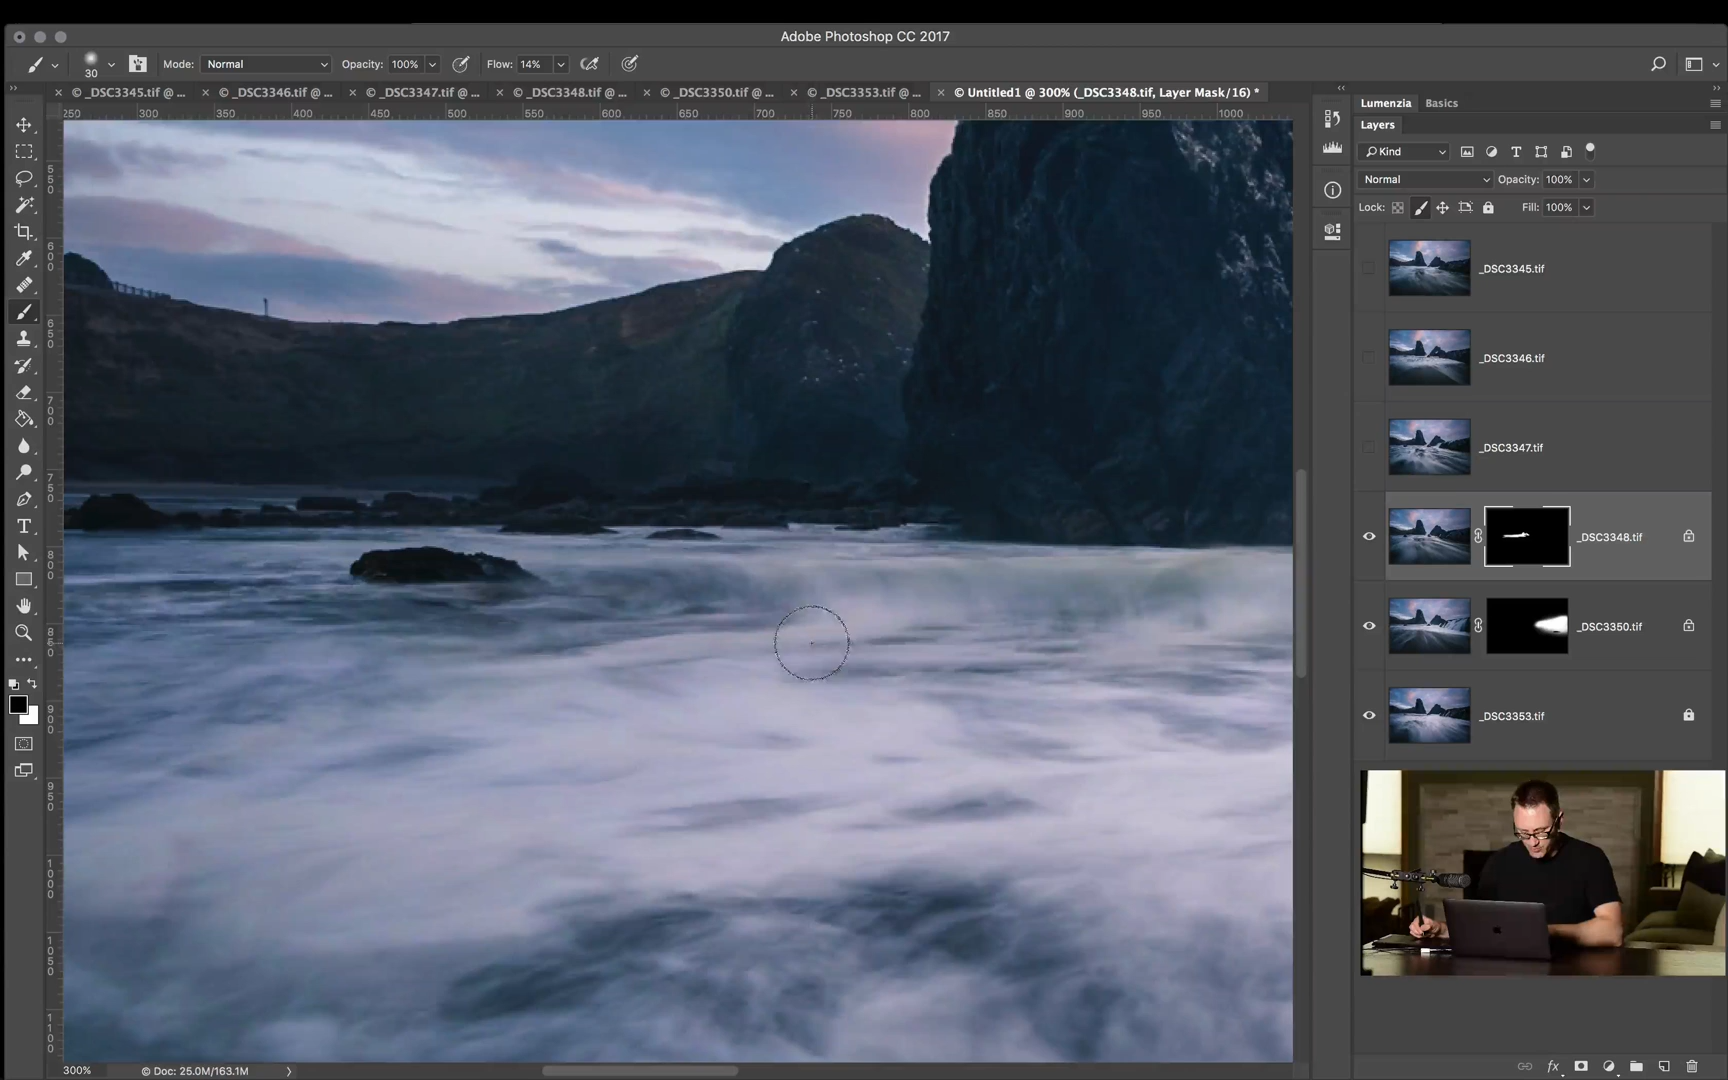 Adobe Photoshop CC 2017
30 Mode: Normal Opacity: 100% Flow: 14%
© _DSC3345.tif @ ... © _DSC3346.tif @ ... © _DSC3347.tif @ ... © _DSC3348.tif @ ... © _DSC3350.tif @ ... © _DSC3353.tif @ ... © Untitled1 @ 300% (_DSC3348.tif, Layer Mask/16) *
250 300 350 400 450 500 550 600 650 700 750 800 850 900 950 1000
550
600
650
700
750
800
850
900
950
1000
1050
1100
Lumenzia Basics
Layers
Kind
Normal Opacity: 100%
Lock: Fill: 100%
_DSC3345.tif
_DSC3346.tif
_DSC3347.tif
_DSC3348.tif
_DSC3350.tif
_DSC3353.tif
fx
300% © Doc: 25.0M/163.1M